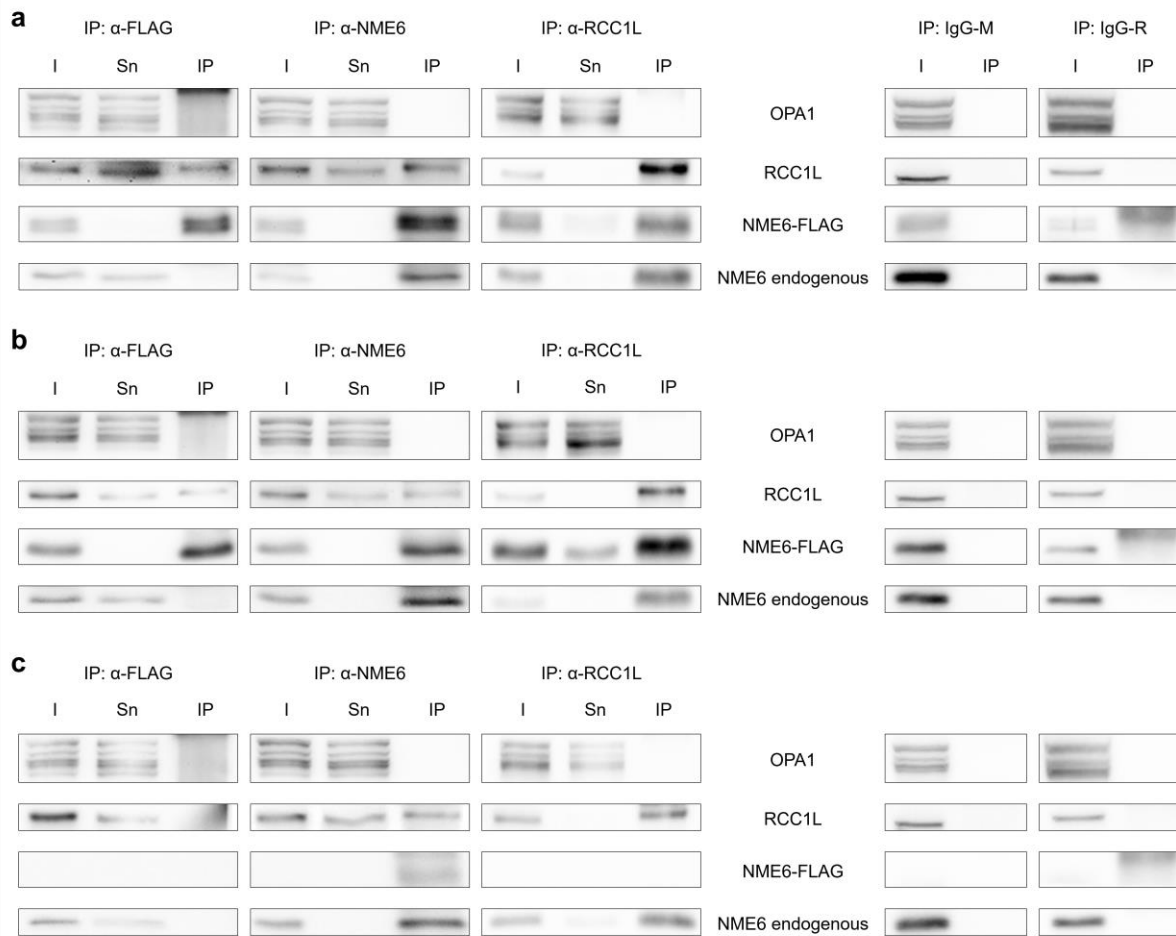 a
IP: α-FLAG IP: α-NME6 IP: α-RCC1L IP: IgG-M IP: IgG-R
I Sn IP I Sn IP I Sn IP I IP I IP
OPA1
RCC1L
NME6-FLAG
NME6 endogenous
b
IP: α-FLAG IP: α-NME6 IP: α-RCC1L
I Sn IP I Sn IP I Sn IP
OPA1
RCC1L
NME6-FLAG
NME6 endogenous
c
IP: α-FLAG IP: α-NME6 IP: α-RCC1L
I Sn IP I Sn IP I Sn IP
OPA1
RCC1L
NME6-FLAG
NME6 endogenous